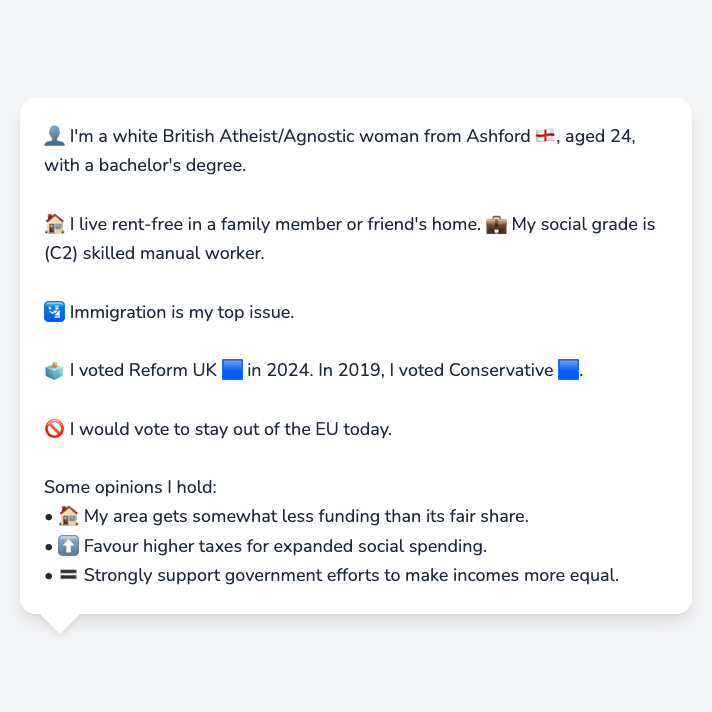 👤 I'm a white British Atheist/Agnostic woman from Ashford 🏴󠁧󠁢󠁥󠁮󠁧󠁿, aged 24,
with a bachelor's degree.
🏠 I live rent-free in a family member or friend's home. 💼 My social grade is
(C2) skilled manual worker.
🛂 Immigration is my top issue.
🗳️ I voted Reform UK 🟦 in 2024. In 2019, I voted Conservative 🟦.
🚫 I would vote to stay out of the EU today.
Some opinions I hold:
• 🏠 My area gets somewhat less funding than its fair share.
• ⬆️ Favour higher taxes for expanded social spending.
• 🟰 Strongly support government efforts to make incomes more equal.